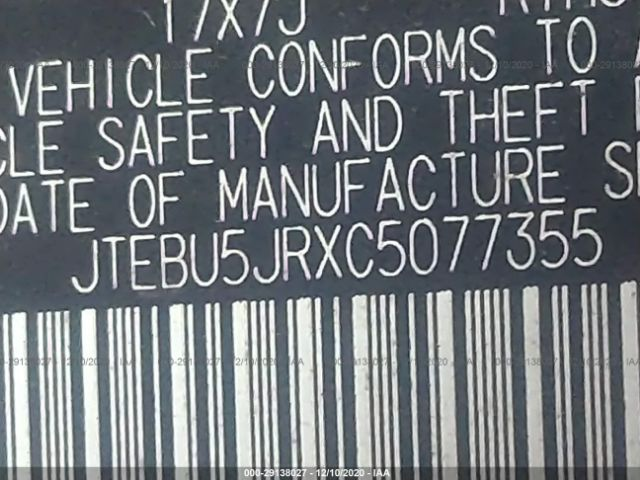 17X7J
VEHICLE CONFORMS TO
CLE SAFETY AND THEFT
DATE OF MANUFACTURE
JTEBU5JRXC5077355
000-29138027 - 12/10/2020 - IAA